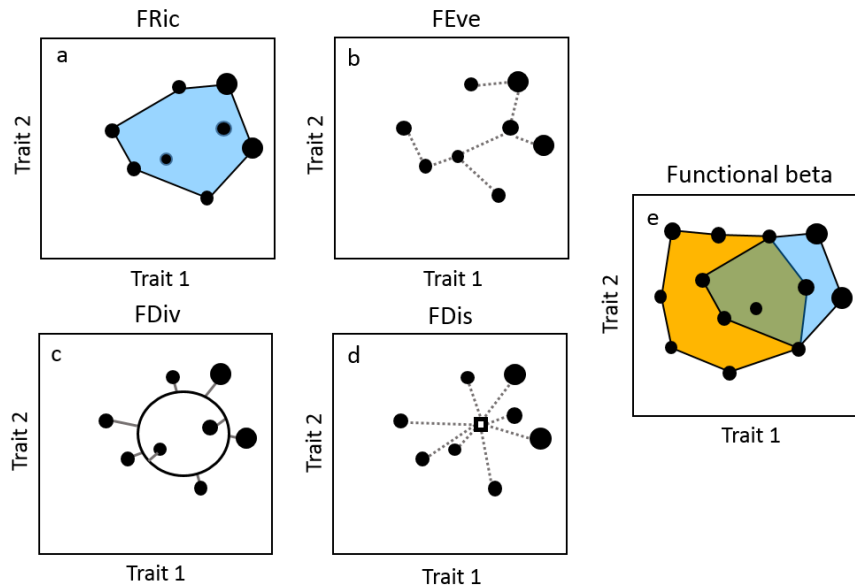 FRic
a
Trait 2
Trait 1
FEve
b
Trait 2
Trait 1
FDiv
c
Trait 2
Trait 1
FDis
d
Trait 2
Trait 1
Functional beta
e
Trait 2
Trait 1